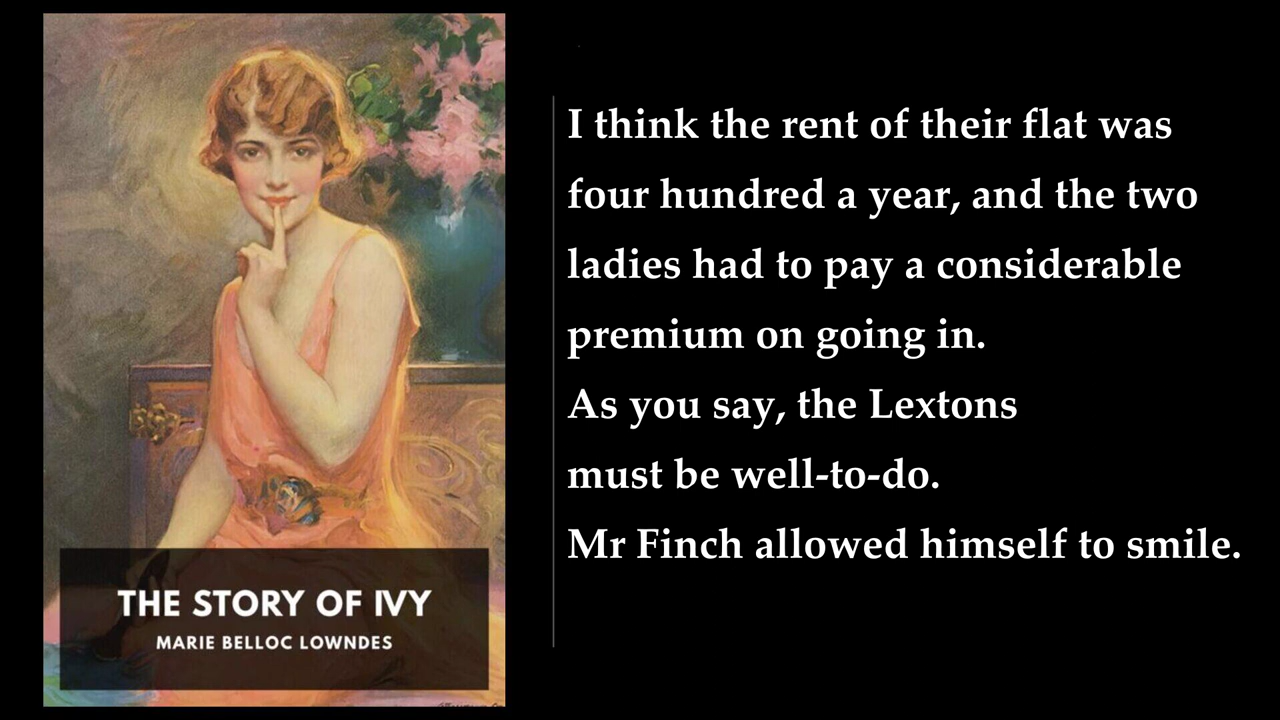 THE STORY OF IVY
MARIE BELLOC LOWNDES
I think the rent of their flat was
four hundred a year, and the two
ladies had to pay a considerable
premium on going in.
As you say, the Lextons
must be well-to-do.
Mr Finch allowed himself to smile.